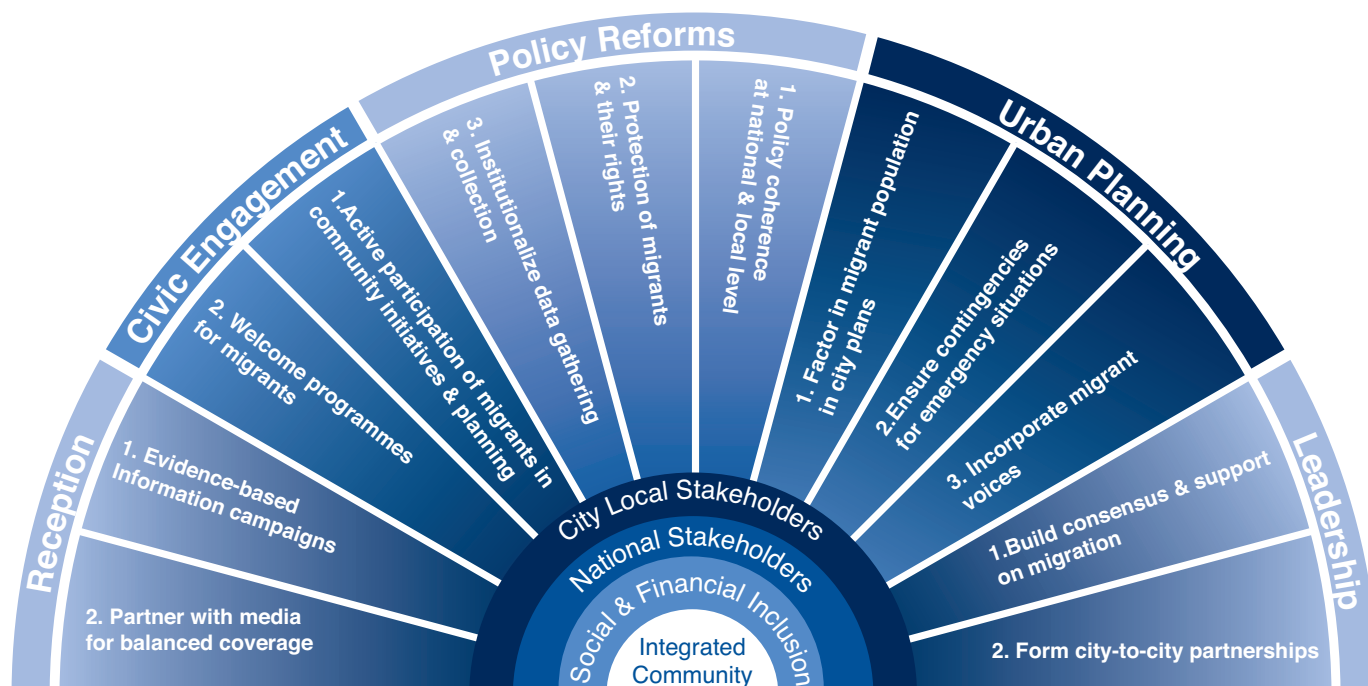 Reception
2. Partner with media
for balanced coverage
1. Evidence-based
Information campaigns
Civic Engagement
2. Welcome programmes
for migrants
1.Active participation of migrants in
community initiatives & planning
Policy Reforms
3. Institutionalize data gathering
& collection
2. Protection of migrants
& their rights
1. Policy coherence
at national & local level
Urban Planning
1. Factor in migrant population
in city plans
2.Ensure contingencies
for emergency situations
3. Incorporate migrant
voices
Leadership
1.Build consensus & support
on migration
2. Form city-to-city partnerships
City Local Stakeholders
National Stakeholders
Social & Financial Inclusion
Integrated
Community